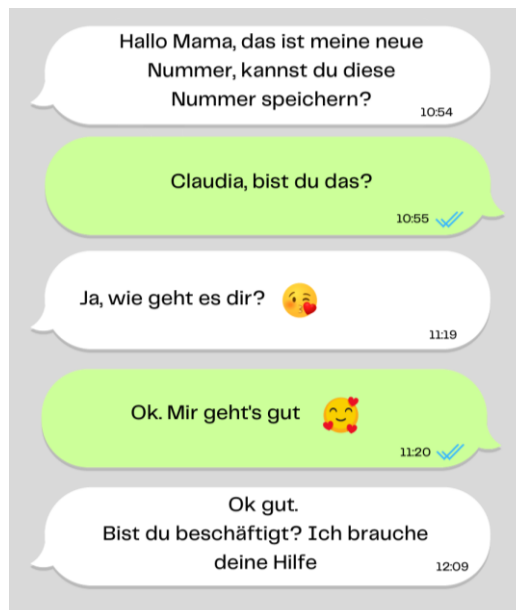 Hallo Mama, das ist meine neue
Nummer, kannst du diese
Nummer speichern?
10:54
Claudia, bist du das?
10:55
Ja, wie geht es dir? 😘
11:19
Ok. Mir geht's gut 🥰
11:20
Ok gut.
Bist du beschäftigt? Ich brauche
deine Hilfe
12:09